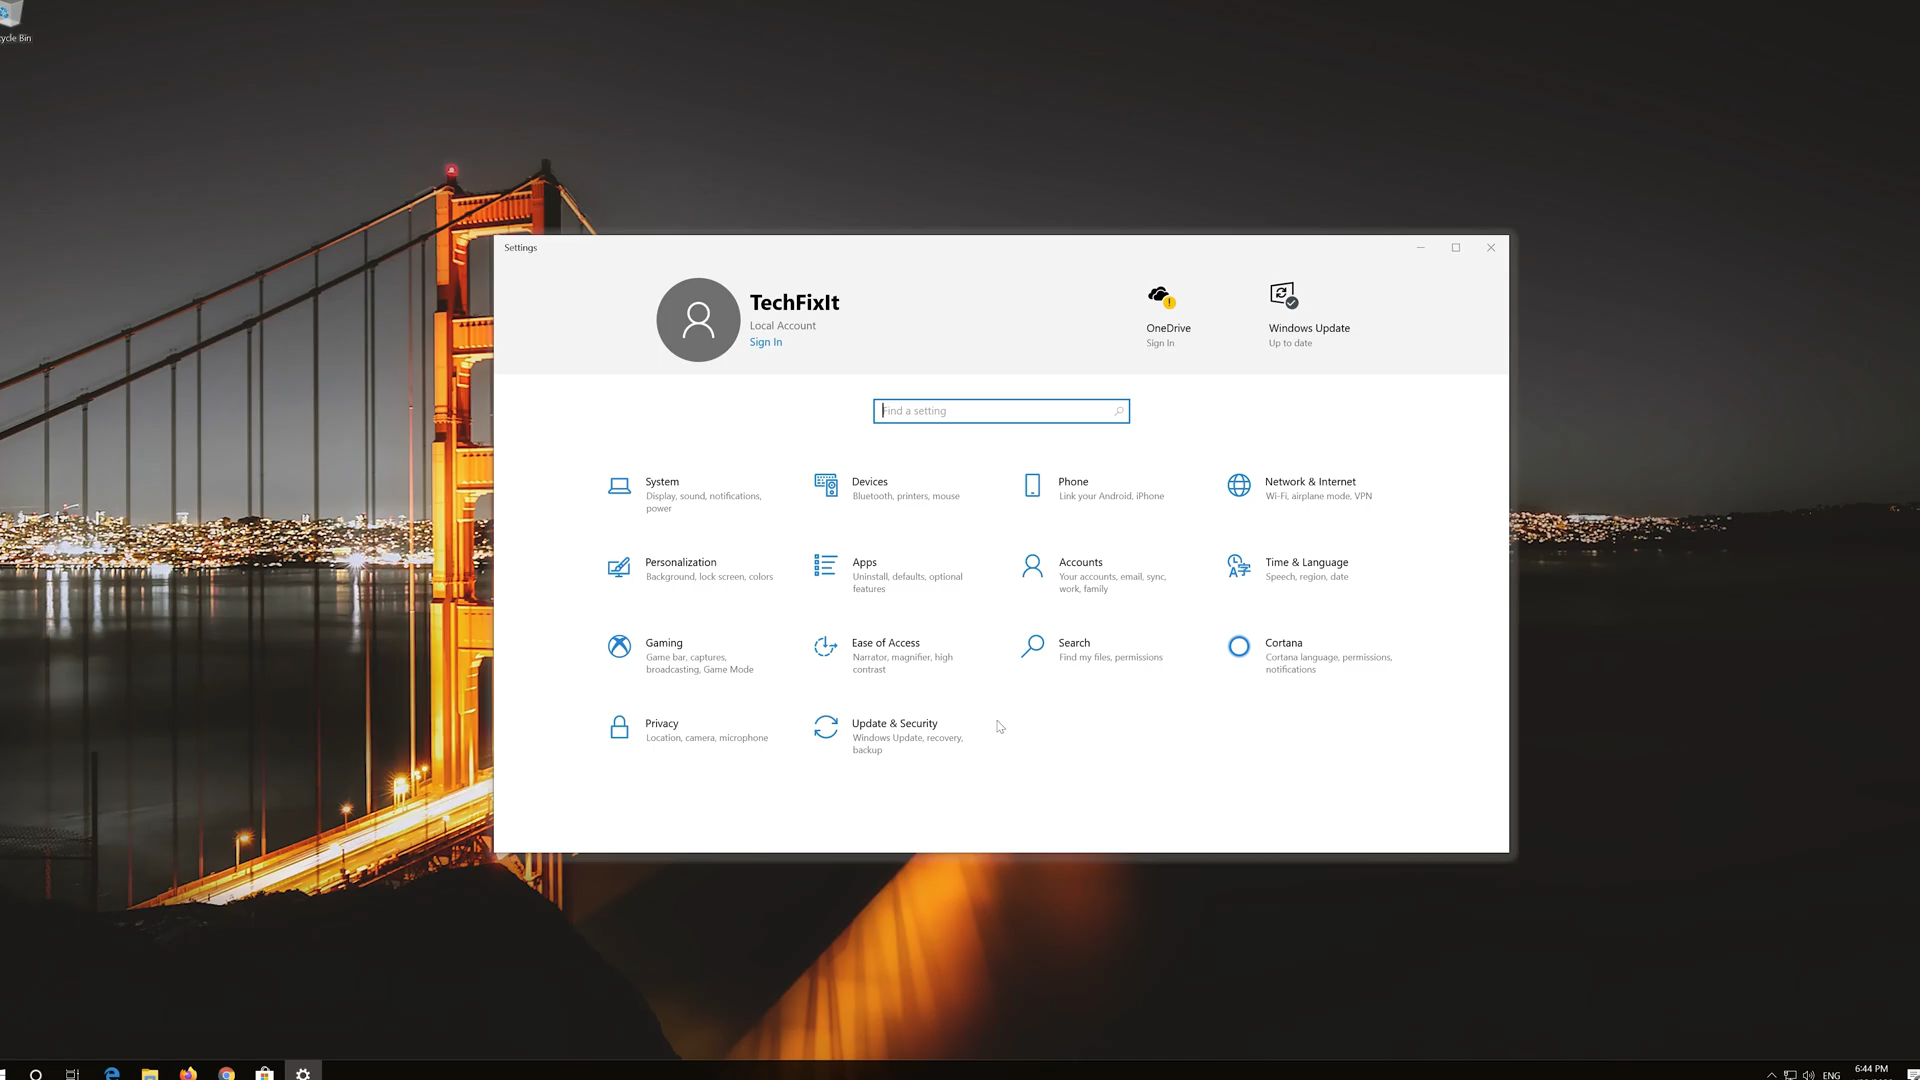 cycle Bin
Settings
TechFixIt
Local Account
Sign In
OneDrive
Sign In
Windows Update
Up to date
Find a setting
System
Display, sound, notifications,
power
Devices
Bluetooth, printers, mouse
Phone
Link your Android, iPhone
Network & Internet
Wi-Fi, airplane mode, VPN
Personalization
Background, lock screen, colors
Apps
Uninstall, defaults, optional
features
Accounts
Your accounts, email, sync,
work, family
Time & Language
Speech, region, date
Gaming
Game bar, captures,
broadcasting, Game Mode
Ease of Access
Narrator, magnifier, high
contrast
Search
Find my files, permissions
Cortana
Cortana language, permissions,
notifications
Privacy
Location, camera, microphone
Update & Security
Windows Update, recovery,
backup
ENG
6:44 PM